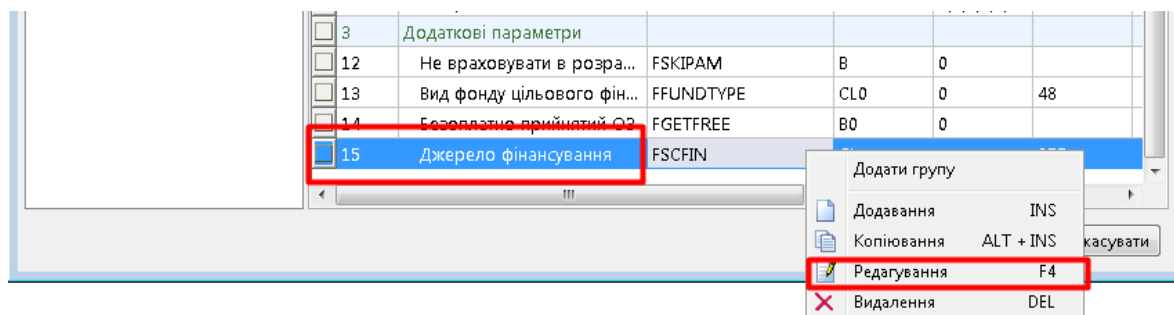 3 Додаткові параметри
12 Не враховувати в розра... FSKIPAM B 0
13 Вид фонду цільового фін... FFUNDTYPE CL0 0 48
14 Безоплатно прийнятий ОЗ FGETFREE B0 0
15 Джерело фінансування FSCFIN
Додати групу
Додавання INS
Копіювання ALT + INS
касувати
Редагування F4
Видалення DEL